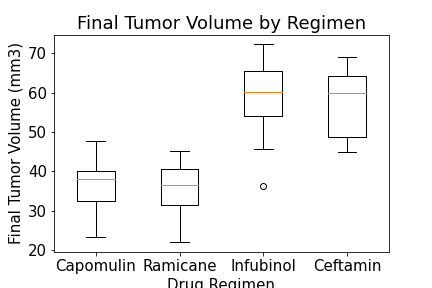 Final Tumor Volume by Regimen
Final Tumor Volume (mm3)
70
60
50
40
30
20
Capomulin Ramicane Infubinol Ceftamin
Drug Regimen